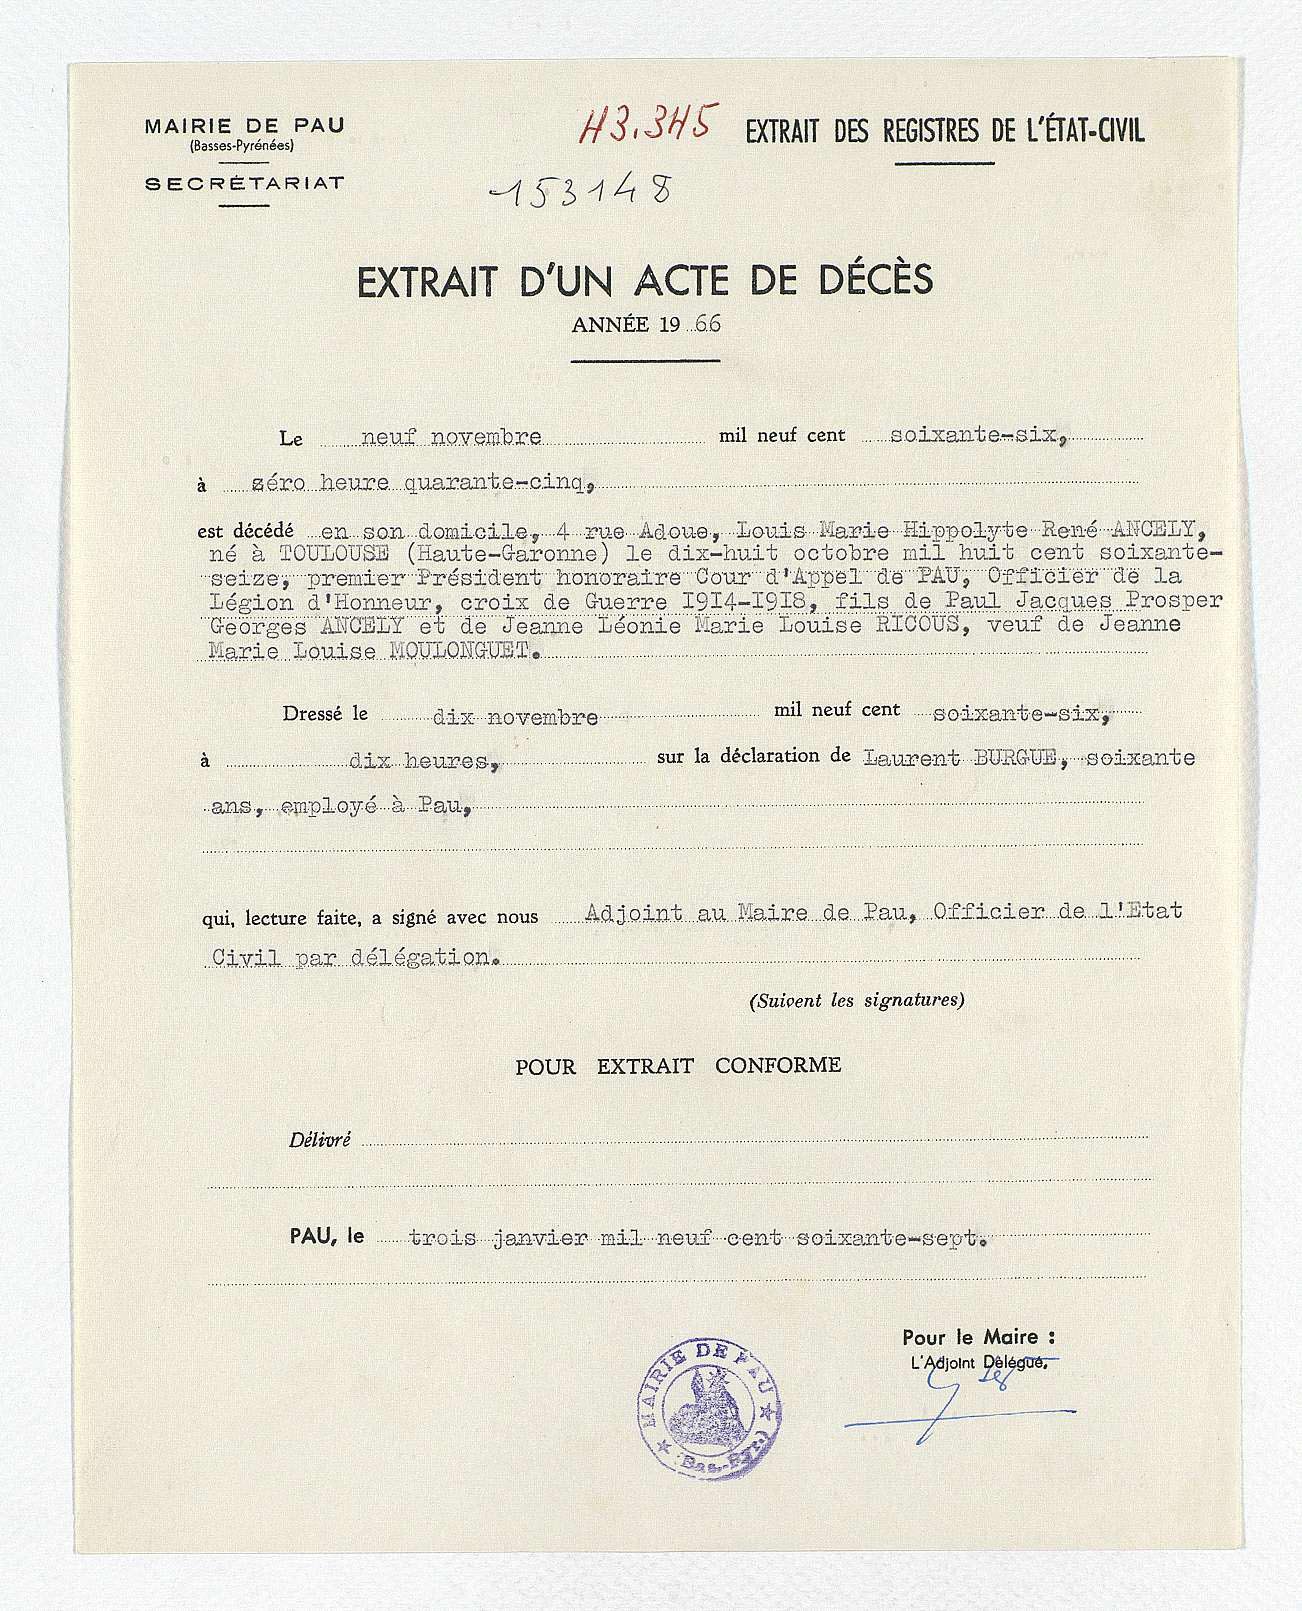 MAIRIE DE PAU
(Basses-Pyrénées)
SECRÉTARIAT
H3.3H5
EXTRAIT DES REGISTRES DE L'ÉTAT-CIVIL
153148
EXTRAIT D'UN ACTE DE DÉCÈS
ANNÉE 19 66
Le neuf novembre mil neuf cent soixante-six,
à zéro heure quarante-cinq,
est décédé en son domicile, 4 rue Adoue, Louis Marie Hippolyte René ANCELY,
né à TOULOUSE (Haute-Garonne) le dix-huit octobre mil huit cent soixante-
seize, premier Président honoraire Cour d'Appel de PAU, Officier de la
Légion d'Honneur, croix de Guerre I9I4-I9I8, fils de Paul Jacques Prosper
Georges ANCELY et de Jeanne Léonie Marie Louise RICOUS, veuf de Jeanne
Marie Louise MOULONGUET.
Dressé le dix novembre mil neuf cent soixante-six,
à dix heures, sur la déclaration de Laurent BURGUE, soixante
ans, employé à Pau,
qui, lecture faite, a signé avec nous Adjoint au Maire de Pau, Officier de l'Etat
Civil par délégation.
(Suivent les signatures)
POUR EXTRAIT CONFORME
Délivré
PAU, le trois janvier mil neuf cent soixante-sept.
Pour le Maire :
L'Adjoint Délégué,
MAIRIE DE PAU
(Bas.-Pyr.)